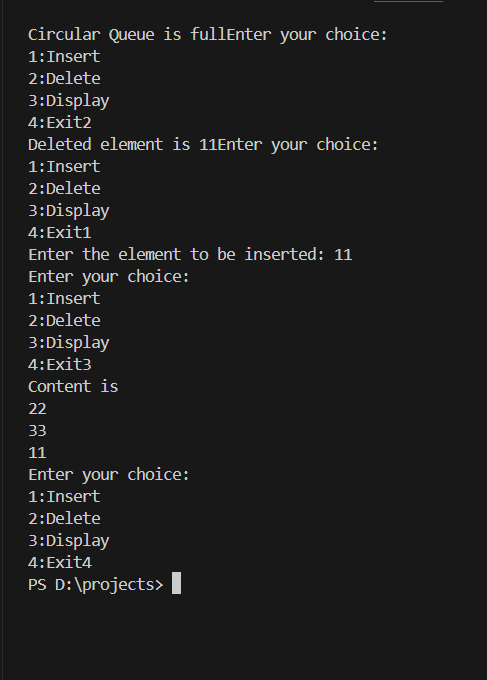 Circular Queue is fullEnter your choice:
1:Insert
2:Delete
3:Display
4:Exit2
Deleted element is 11Enter your choice:
1:Insert
2:Delete
3:Display
4:Exit1
Enter the element to be inserted: 11
Enter your choice:
1:Insert
2:Delete
3:Display
4:Exit3
Content is
22
33
11
Enter your choice:
1:Insert
2:Delete
3:Display
4:Exit4
PS D:\projects>